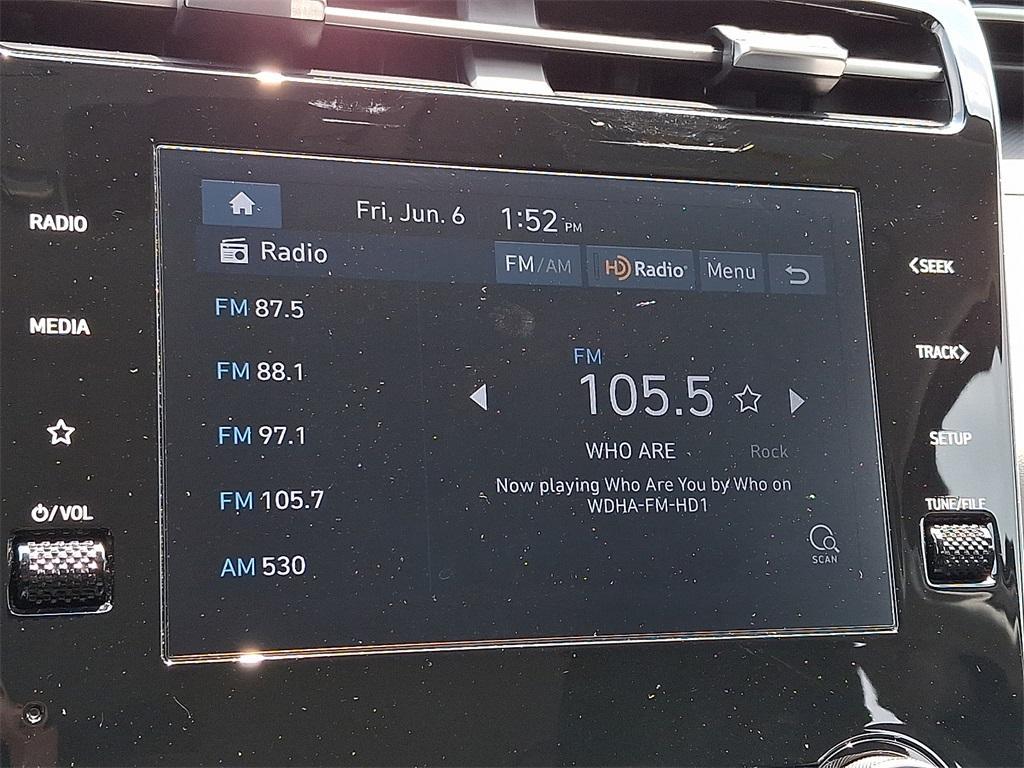 Fri, Jun. 6 1:52 PM
Radio
FM/AM
HD Radio®
Menu
RADIO
MEDIA
/VOL
FM 87.5
FM 88.1
FM 97.1
FM 105.7
AM 530
FM
105.5
WHO ARE
Rock
Now playing Who Are You by Who on
WDHA-FM-HD1
SCAN
<SEEK
TRACK>
SETUP
TUNE/FILE